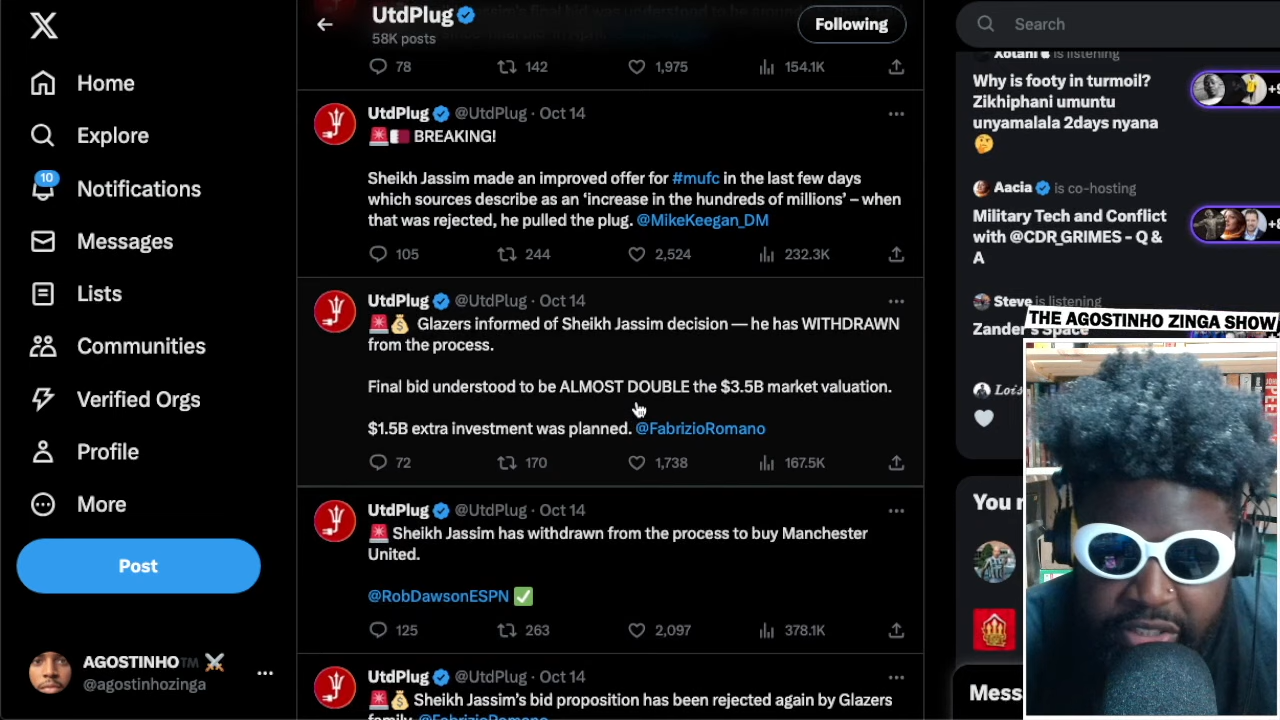 UtdPlug
58K posts
Following
78 142 1,975 154.1K
UtdPlug @UtdPlug · Oct 14
🚨🇶🇦 BREAKING!
Sheikh Jassim made an improved offer for #mufc in the last few days
which sources describe as an ‘increase in the hundreds of millions’ – when
that was rejected, he pulled the plug. @MikeKeegan_DM
105 244 2,524 232.3K
UtdPlug @UtdPlug · Oct 14
🚨💰 Glazers informed of Sheikh Jassim decision — he has WITHDRAWN
from the process.
Final bid understood to be ALMOST DOUBLE the $3.5B market valuation.
$1.5B extra investment was planned. @FabrizioRomano
72 170 1,738 167.5K
UtdPlug @UtdPlug · Oct 14
🚨 Sheikh Jassim has withdrawn from the process to buy Manchester
United.
@RobDawsonESPN ✅
125 263 2,097 378.1K
UtdPlug @UtdPlug · Oct 14
🚨💰 Sheikh Jassim’s bid proposition has been rejected again by Glazers
family. @FabrizioRomano
Home
Explore
10
Notifications
Messages
Lists
Communities
Verified Orgs
Profile
More
Post
AGOSTINHO™ ⚔
@agostinhozinga
Search
Xolani is listening
Why is footy in turmoil?
Zikhiphani umuntu
unyamalala 2days nyana
🤔
Aacia is co-hosting
Military Tech and Conflict
with @CDR_GRIMES - Q &
A
Steve is listening
Zander's Space
THE AGOSTINHO ZINGA SHOW
Lois
You
Mess